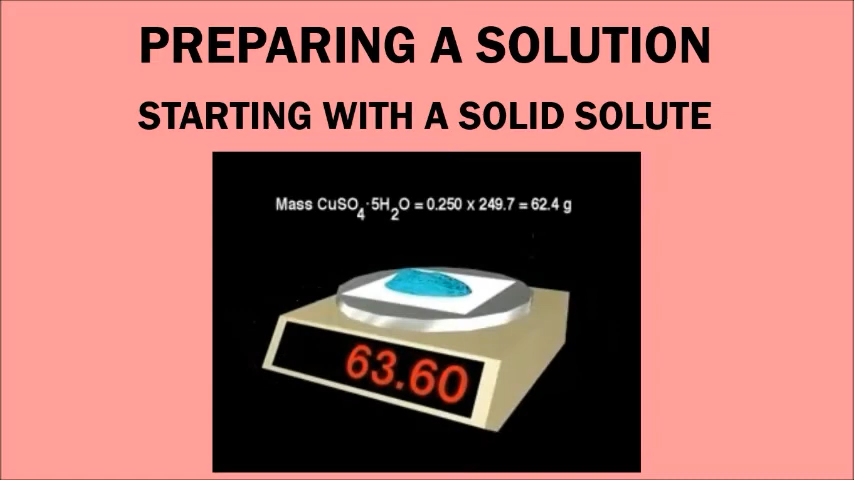 PREPARING A SOLUTION
STARTING WITH A SOLID SOLUTE
Mass CuSO4·5H2O = 0.250 x 249.7 = 62.4 g
63.60